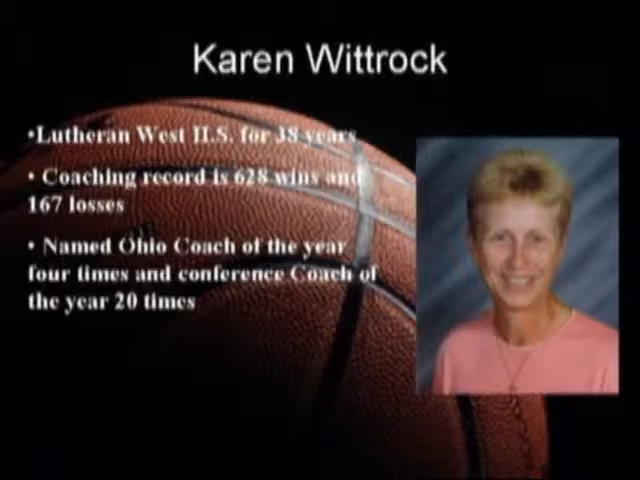 Karen Wittrock
•Lutheran West H.S. for 38 years
• Coaching record is 628 wins and
167 losses
• Named Ohio Coach of the year
four times and conference Coach of
the year 20 times